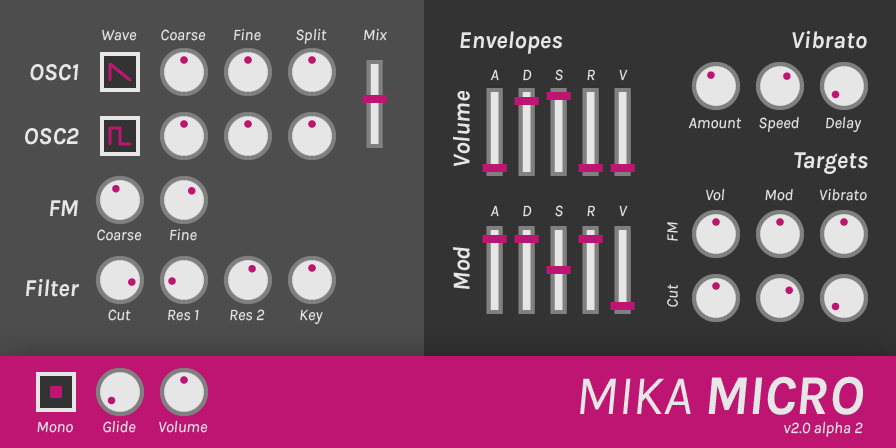 Wave Coarse Fine Split Mix
OSC1
OSC2
FM
Coarse Fine
Filter
Cut Res 1 Res 2 Key
Envelopes
A D S R V
Volume
A D S R V
Mod
Vibrato
Amount Speed Delay
Targets
Vol Mod Vibrato
FM
Cut
Mono Glide Volume
MIKA MICRO
v2.0 alpha 2